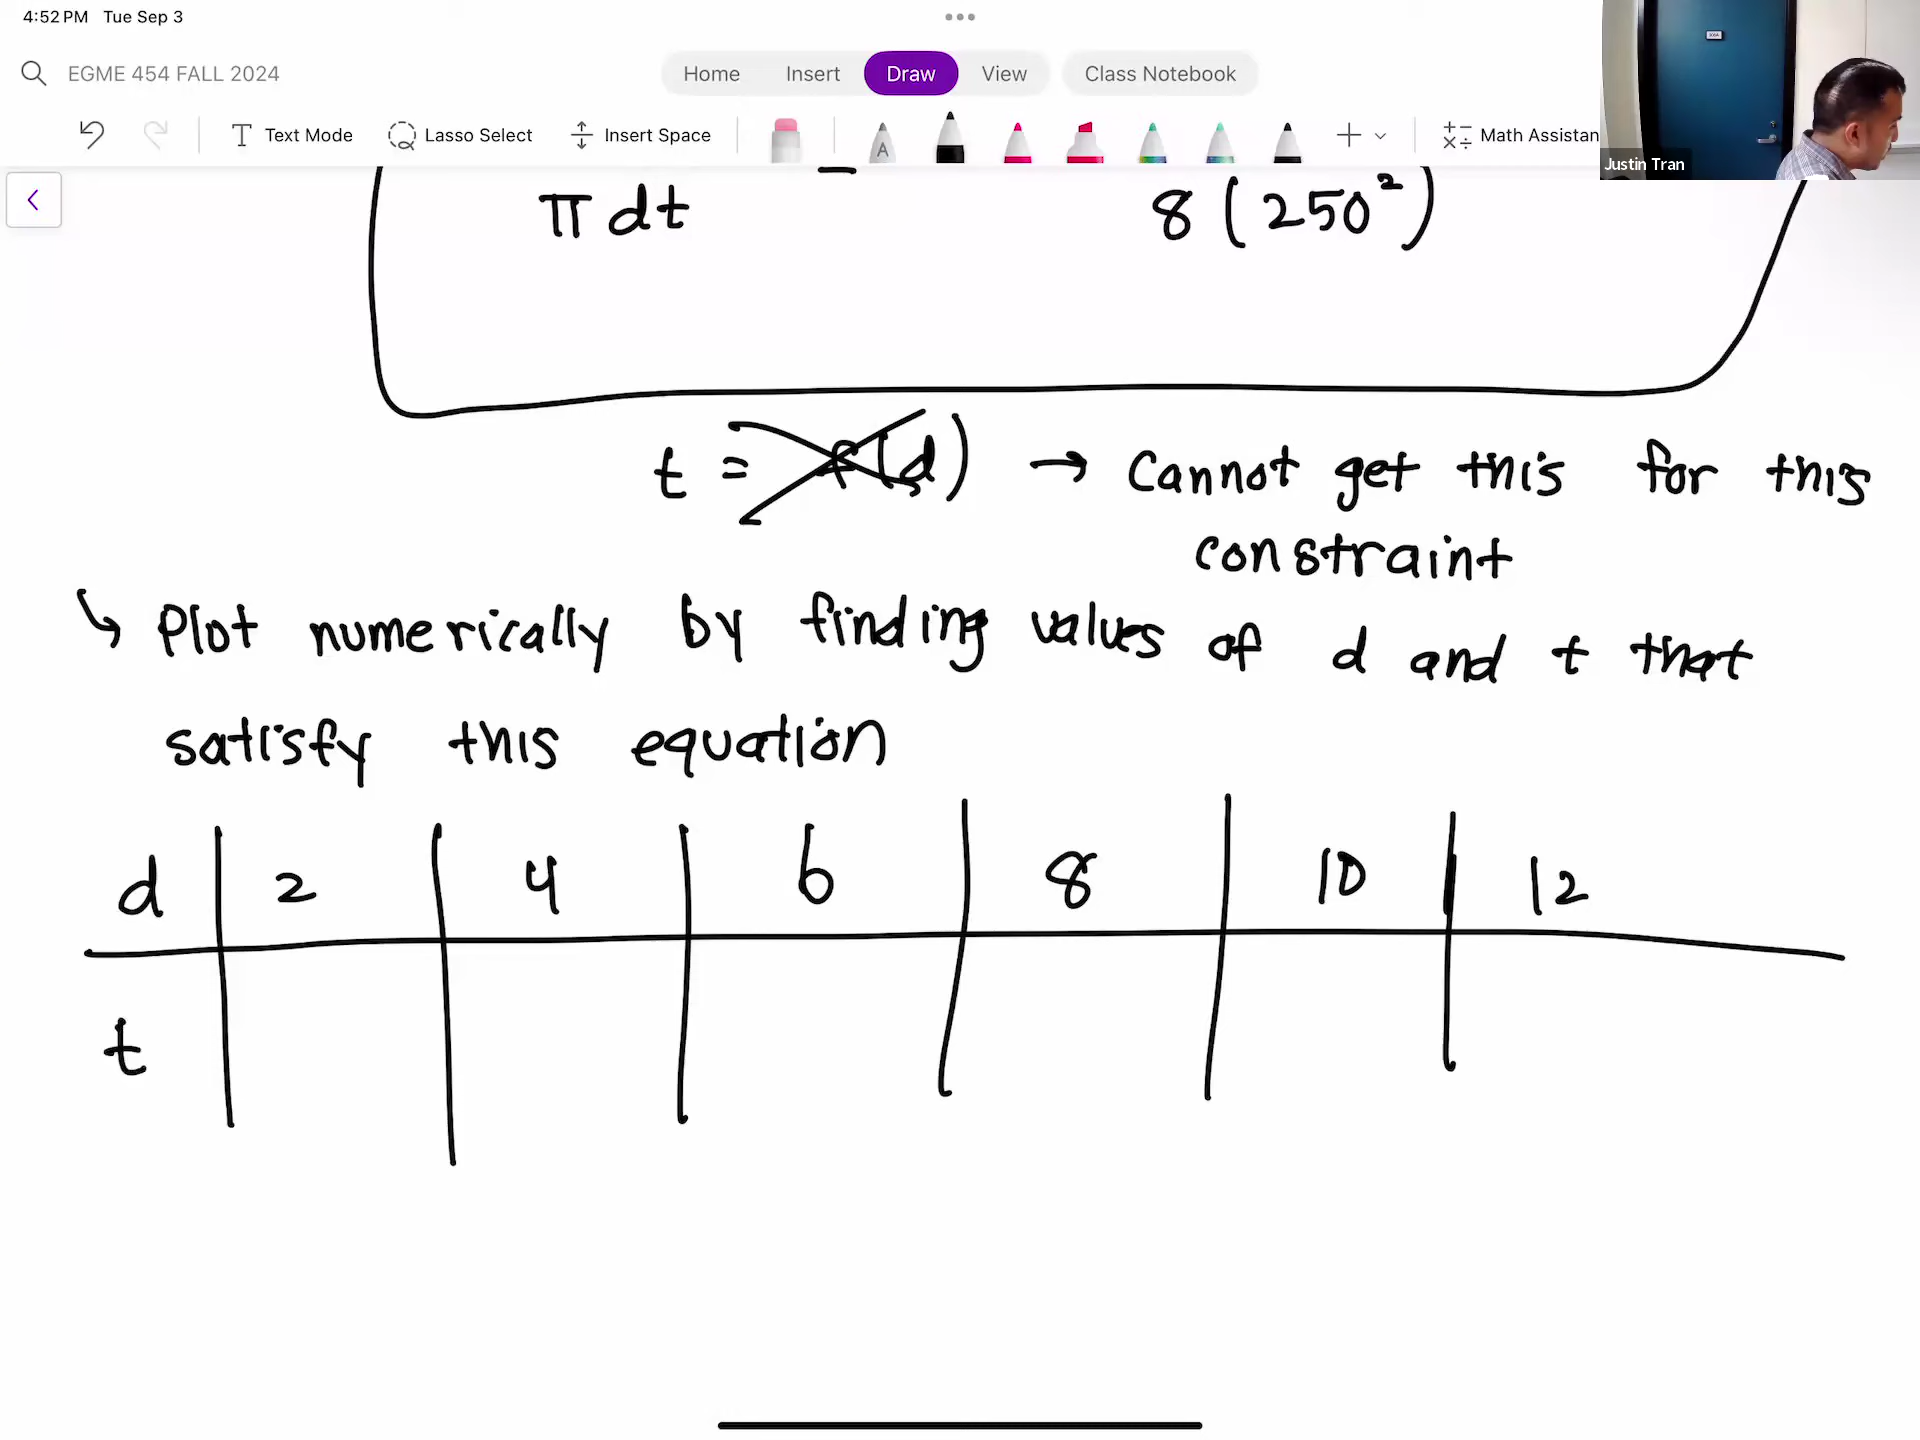 4:52 PM Tue Sep 3
EGME 454 FALL 2024
Home Insert Draw View Class Notebook
Text Mode Lasso Select Insert Space A Math Assistan
Justin Tran
π dt = 8 (250²)
t = f(d) → Cannot get this for this
constraint
↳ Plot numerically by finding values of d and t that
satisfy this equation
d 2 4 6 8 10 12
t